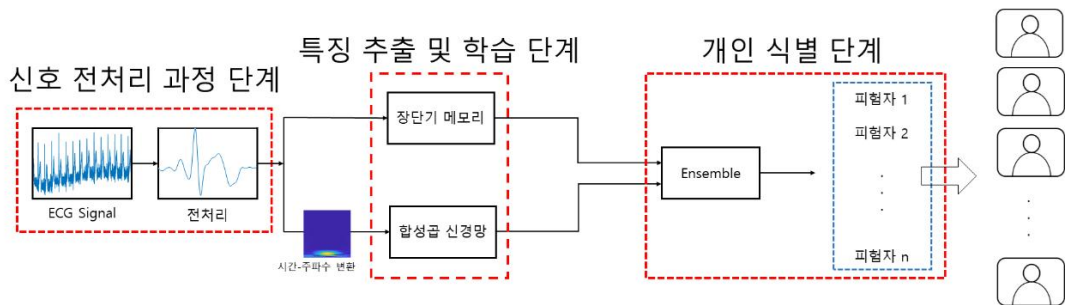 신호 전처리 과정 단계
ECG Signal
전처리
시간-주파수 변환
특징 추출 및 학습 단계
장단기 메모리
합성곱 신경망
개인 식별 단계
Ensemble
피험자 1
피험자 2
피험자 n